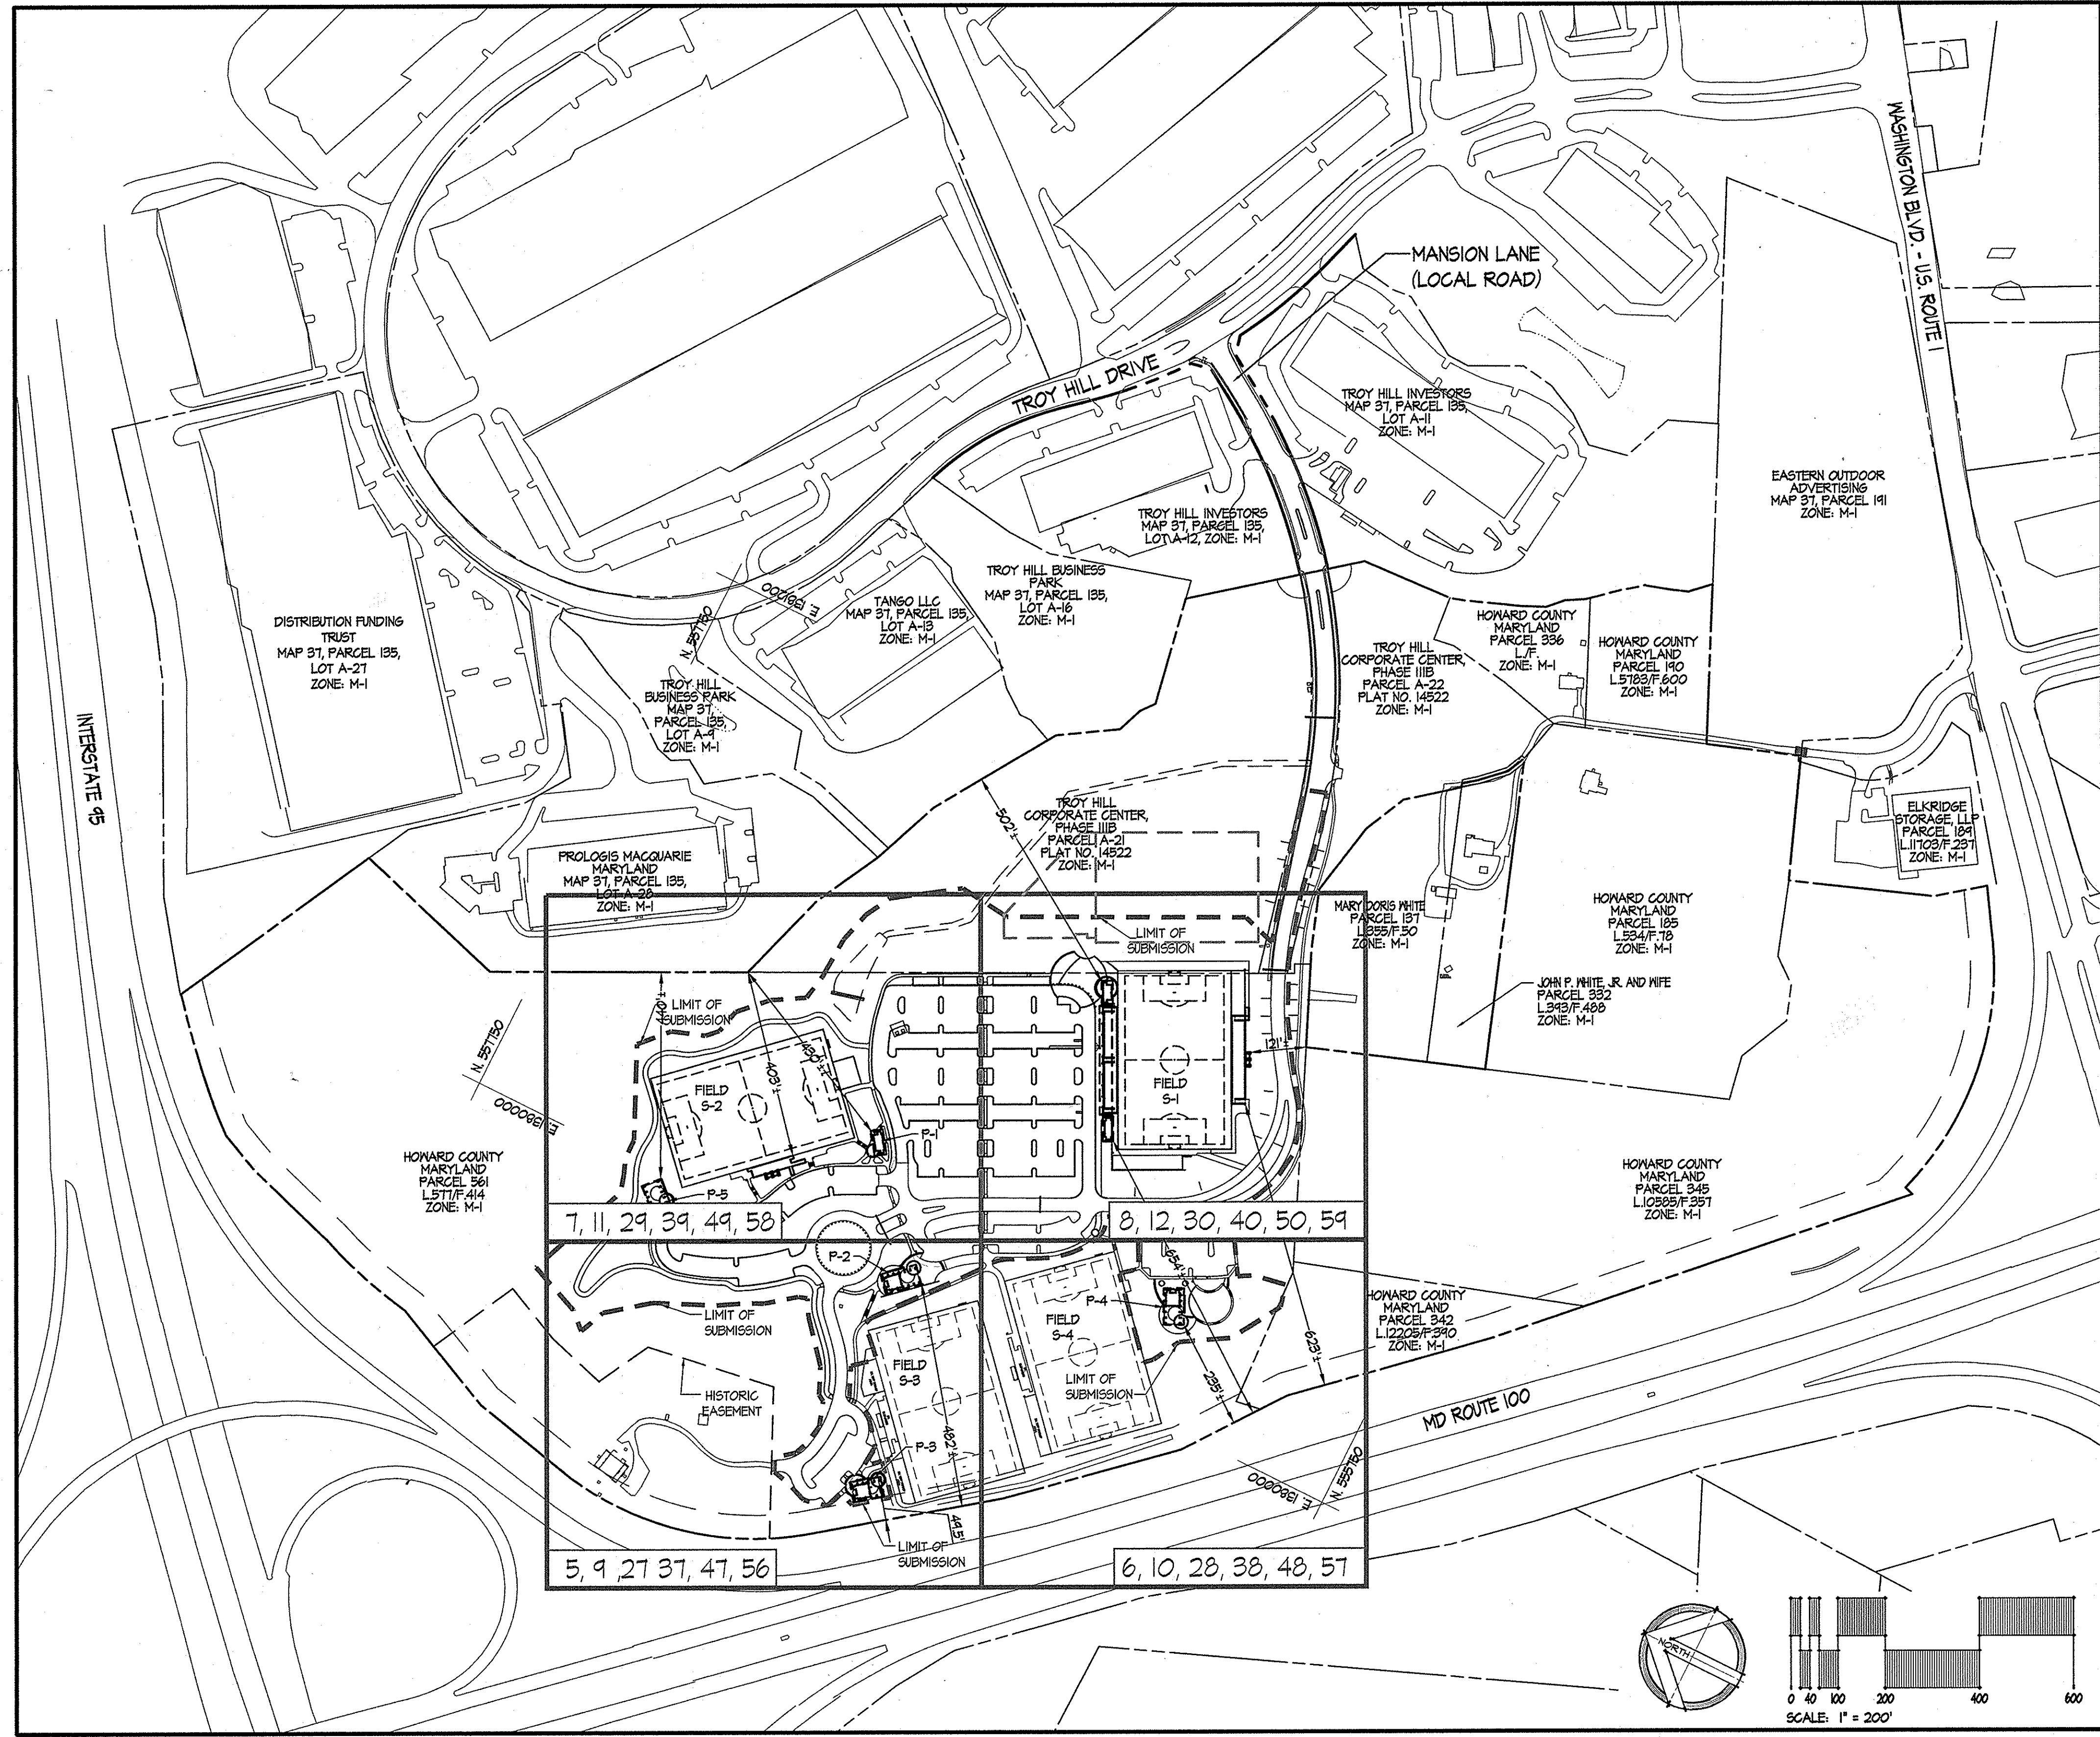 WASHINGTON BLVD. - U.S. ROUTE 1
MANSION LANE
(LOCAL ROAD)
TROY HILL DRIVE
TROY HILL INVESTORS
MAP 37, PARCEL 135,
LOT A-11
ZONE: M-1
EASTERN OUTDOOR
ADVERTISING
MAP 37, PARCEL 191
ZONE: M-1
TROY HILL INVESTORS
MAP 37, PARCEL 135,
LOT A-12, ZONE: M-1
TROY HILL BUSINESS
PARK
MAP 37, PARCEL 135,
LOT A-16
ZONE: M-1
TANGO LLC
MAP 37, PARCEL 135,
LOT A-13
ZONE: M-1
E. 1381200
N. 557750
DISTRIBUTION FUNDING
TRUST
MAP 37, PARCEL 135,
LOT A-27
ZONE: M-1
TROY HILL
BUSINESS PARK
MAP 37,
PARCEL 135,
LOT A-9
ZONE: M-1
HOWARD COUNTY
MARYLAND
PARCEL 336
L./F.
ZONE: M-1
HOWARD COUNTY
MARYLAND
PARCEL 190
L.5783/F.600
ZONE: M-1
TROY HILL
CORPORATE CENTER,
PHASE IIIB
PARCEL A-22
PLAT NO. 14522
ZONE: M-1
INTERSTATE 95
502'±
TROY HILL
CORPORATE CENTER,
PHASE IIIB
PARCEL A-21
PLAT NO. 14522
ZONE: M-1
ELKRIDGE
STORAGE, LLP
PARCEL 189
L.11703/F.237
ZONE: M-1
PROLOGIS MACQUARIE
MARYLAND
MAP 37, PARCEL 135,
LOT A-28
ZONE: M-1
MARY DORIS WHITE
PARCEL 137
L.355/F.50
ZONE: M-1
HOWARD COUNTY
MARYLAND
PARCEL 185
L.534/F.78
ZONE: M-1
LIMIT OF
SUBMISSION
JOHN P. WHITE, JR. AND WIFE
PARCEL 332
L.393/F.488
ZONE: M-1
440'±
LIMIT OF
SUBMISSION
N. 557150
E. 1380000
430'±
403'±
121'±
FIELD
S-2
FIELD
S-1
P-1
P-5
HOWARD COUNTY
MARYLAND
PARCEL 561
L.577/F.414
ZONE: M-1
HOWARD COUNTY
MARYLAND
PARCEL 345
L.10585/F.357
ZONE: M-1
7, 11, 29, 39, 49, 58
8, 12, 30, 40, 50, 59
P-2
654'±
P-4
LIMIT OF
SUBMISSION
FIELD
S-4
623'±
HOWARD COUNTY
MARYLAND
PARCEL 342
L.12205/F.390
ZONE: M-1
FIELD
S-3
LIMIT OF
SUBMISSION
235'±
HISTORIC
EASEMENT
MD ROUTE 100
P-3
482'±
E. 1380000
N. 555750
49.5'
LIMIT OF
SUBMISSION
5, 9 ,27 37, 47, 56
6, 10, 28, 38, 48, 57
NORTH
0 40 100 200 400 600
SCALE: 1" = 200'